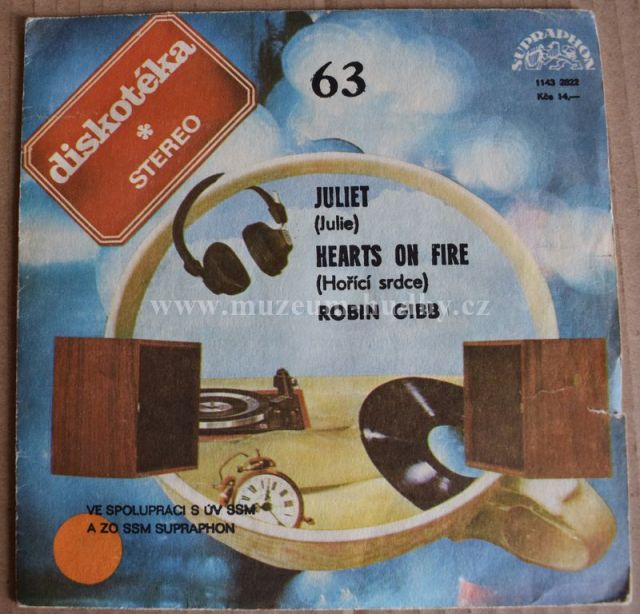 diskotéka
*
STEREO
63
SUPRAPHON
1143 2822
Kčs 14,—
JULIET
(Julie)
HEARTS ON FIRE
(Hořící srdce)
ROBIN GIBB
www.muzeum-hudby.cz
VE SPOLUPRACI S ÚV SSM
A ZO SSM SUPRAPHON